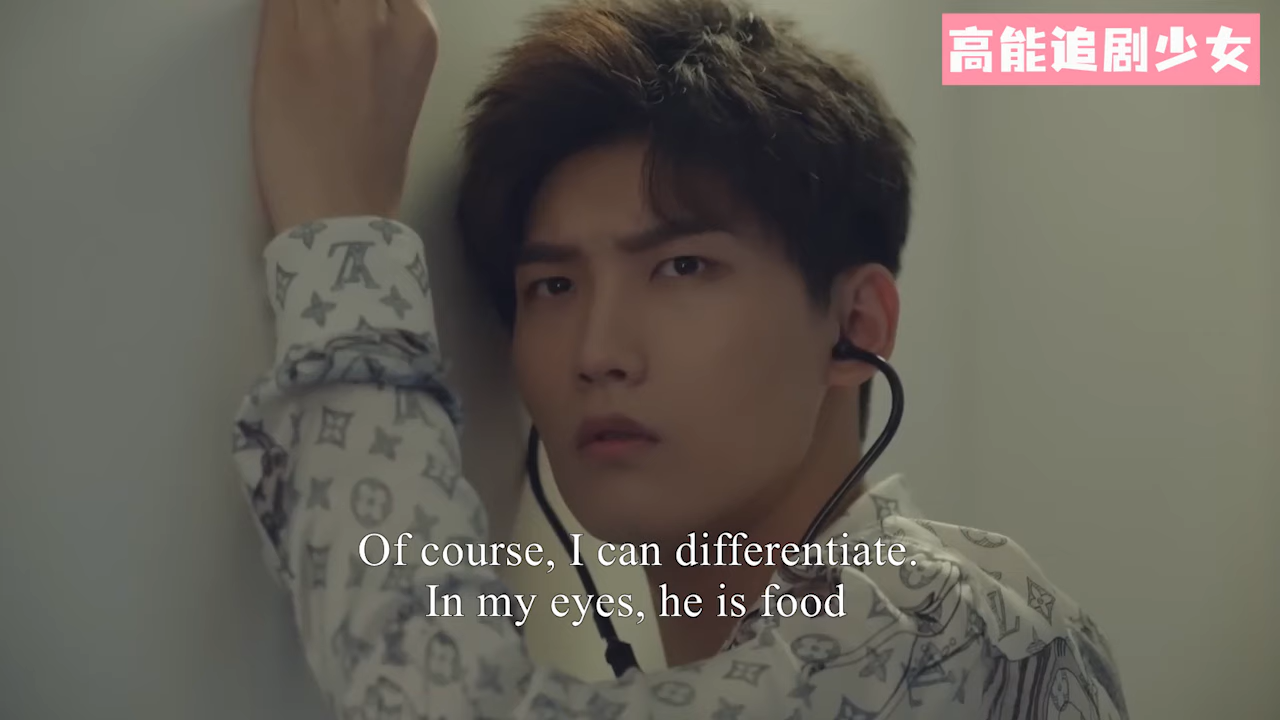 高能追剧少女
Of course, I can differentiate.
In my eyes, he is food